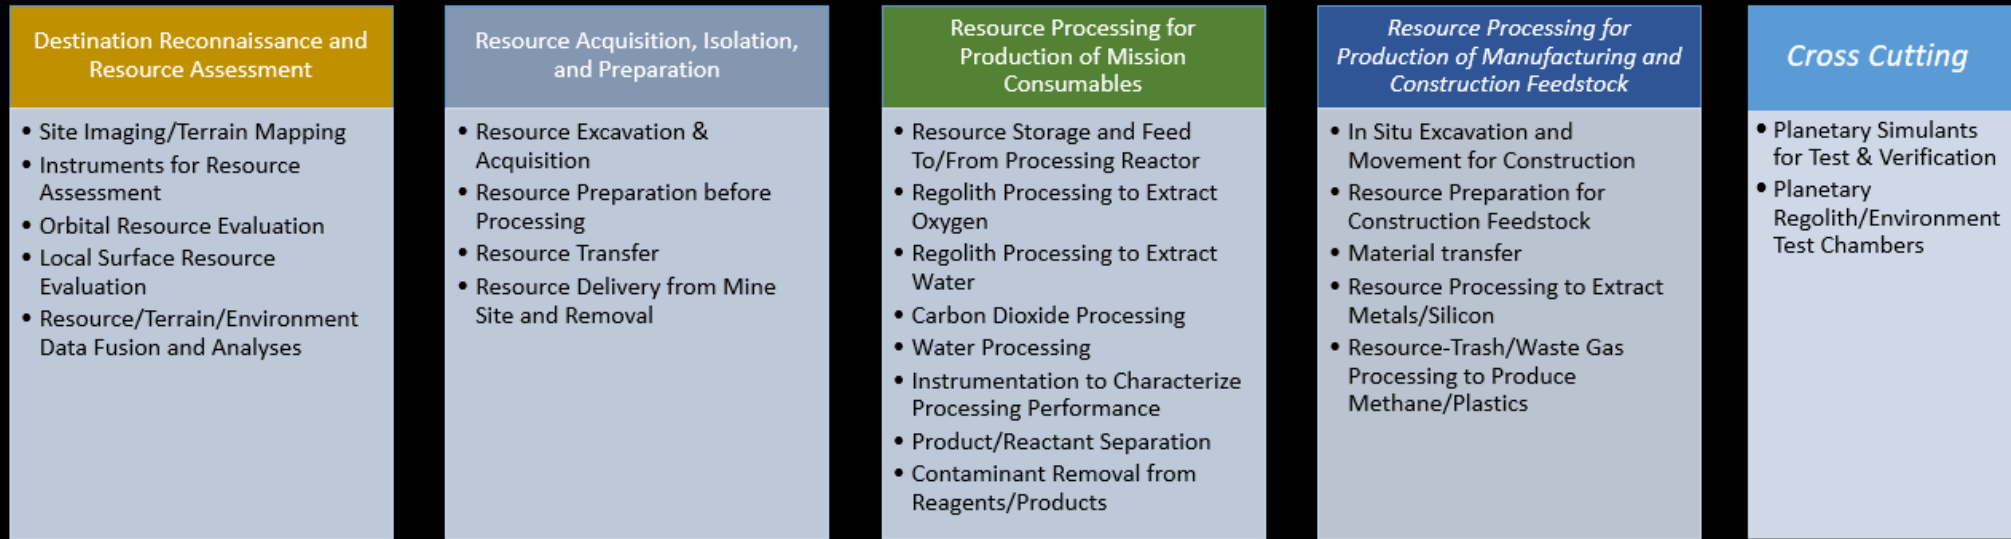 Destination Reconnaissance and
Resource Assessment
• Site Imaging/Terrain Mapping
• Instruments for Resource
Assessment
• Orbital Resource Evaluation
• Local Surface Resource
Evaluation
• Resource/Terrain/Environment
Data Fusion and Analyses
Resource Acquisition, Isolation,
and Preparation
• Resource Excavation &
Acquisition
• Resource Preparation before
Processing
• Resource Transfer
• Resource Delivery from Mine
Site and Removal
Resource Processing for
Production of Mission
Consumables
• Resource Storage and Feed
To/From Processing Reactor
• Regolith Processing to Extract
Oxygen
• Regolith Processing to Extract
Water
• Carbon Dioxide Processing
• Water Processing
• Instrumentation to Characterize
Processing Performance
• Product/Reactant Separation
• Contaminant Removal from
Reagents/Products
Resource Processing for
Production of Manufacturing and
Construction Feedstock
• In Situ Excavation and
Movement for Construction
• Resource Preparation for
Construction Feedstock
• Material transfer
• Resource Processing to Extract
Metals/Silicon
• Resource-Trash/Waste Gas
Processing to Produce
Methane/Plastics
Cross Cutting
• Planetary Simulants
for Test & Verification
• Planetary
Regolith/Environment
Test Chambers